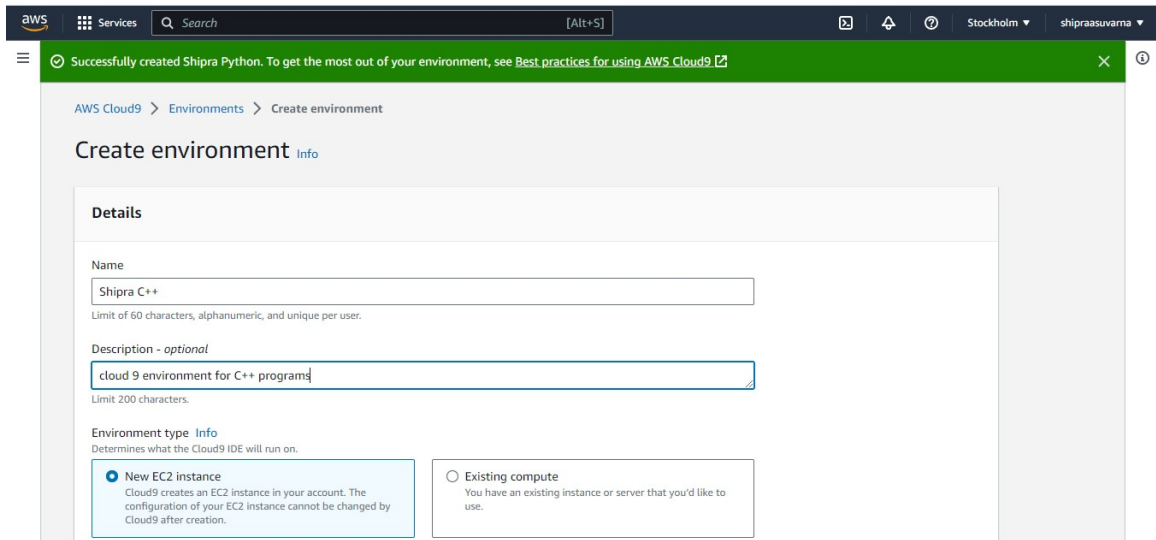 aws Services Search [Alt+S] Stockholm ▼ shipraasuvarna ▼
Successfully created Shipra Python. To get the most out of your environment, see Best practices for using AWS Cloud9
AWS Cloud9 > Environments > Create environment
Create environment Info
Details
Name
Shipra C++
Limit of 60 characters, alphanumeric, and unique per user.
Description - optional
cloud 9 environment for C++ programs
Limit 200 characters.
Environment type Info
Determines what the Cloud9 IDE will run on.
New EC2 instance
Cloud9 creates an EC2 instance in your account. The
configuration of your EC2 instance cannot be changed by
Cloud9 after creation.
Existing compute
You have an existing instance or server that you'd like to
use.